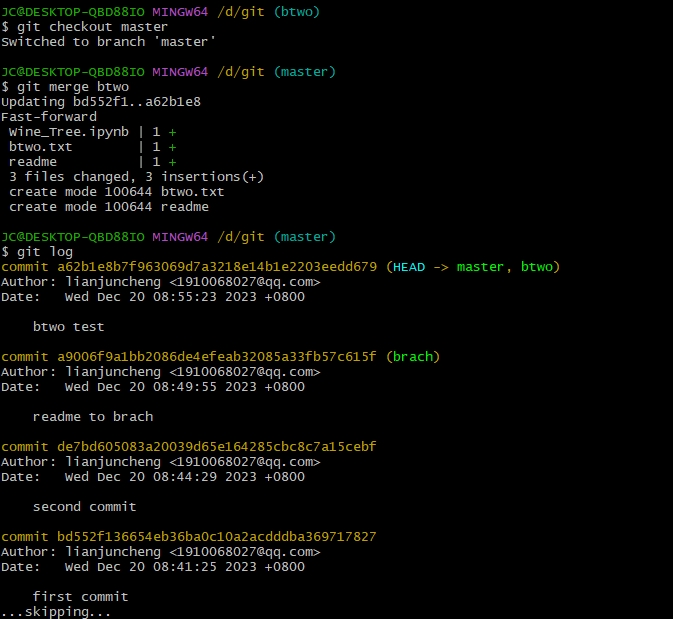 JC@DESKTOP-QBD88IO MINGW64 /d/git (btwo)
$ git checkout master
Switched to branch 'master'
JC@DESKTOP-QBD88IO MINGW64 /d/git (master)
$ git merge btwo
Updating bd552f1..a62b1e8
Fast-forward
 Wine_Tree.ipynb | 1 +
 btwo.txt        | 1 +
 readme          | 1 +
 3 files changed, 3 insertions(+)
 create mode 100644 btwo.txt
 create mode 100644 readme
JC@DESKTOP-QBD88IO MINGW64 /d/git (master)
$ git log
commit a62b1e8b7f963069d7a3218e14b1e2203eedd679 (HEAD -> master, btwo)
Author: lianjuncheng <1910068027@qq.com>
Date:   Wed Dec 20 08:55:23 2023 +0800
    btwo test
commit a9006f9a1bb2086de4efeab32085a33fb57c615f (brach)
Author: lianjuncheng <1910068027@qq.com>
Date:   Wed Dec 20 08:49:55 2023 +0800
    readme to brach
commit de7bd605083a20039d65e164285cbc8c7a15cebf
Author: lianjuncheng <1910068027@qq.com>
Date:   Wed Dec 20 08:44:29 2023 +0800
    second commit
commit bd552f136654eb36ba0c10a2acdddba369717827
Author: lianjuncheng <1910068027@qq.com>
Date:   Wed Dec 20 08:41:25 2023 +0800
    first commit
...skipping...